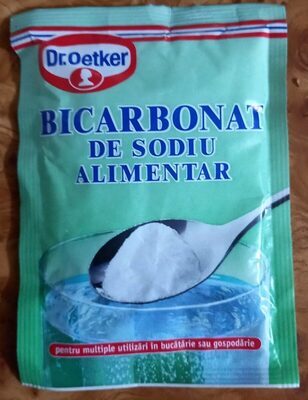 Dr.Oetker
BICARBONAT
DE SODIU
ALIMENTAR
pentru multiple utilizări în bucătărie sau gospodărie